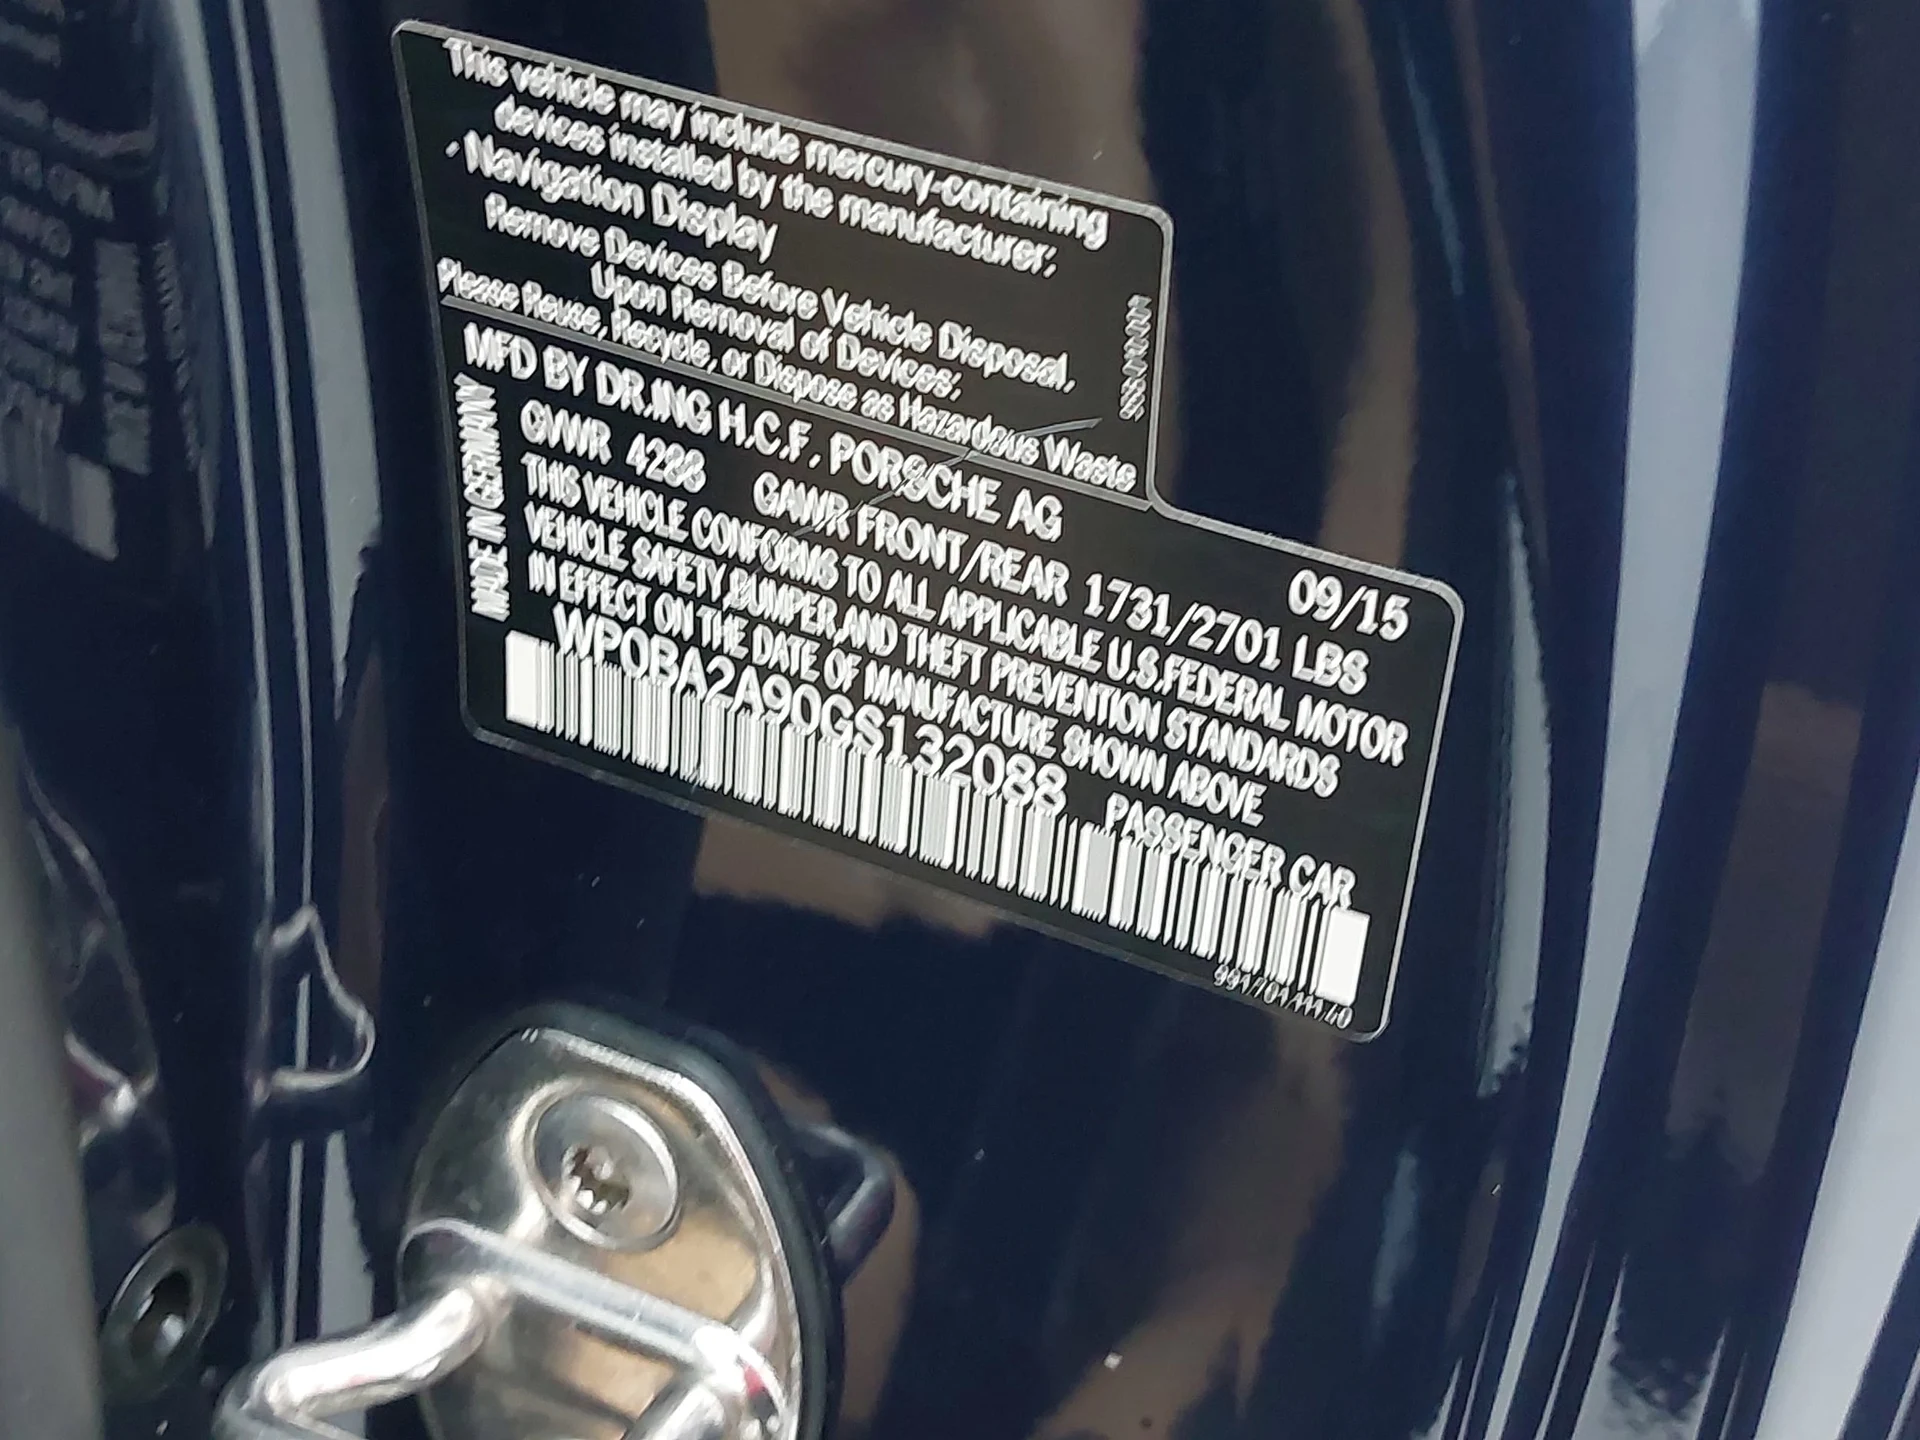 This vehicle may include mercury-containing
devices installed by the manufacturer;
- Navigation Display
Remove Devices Before Vehicle Disposal,
Upon Removal of Devices;
Please Reuse, Recycle, or Dispose as Hazardous Waste
MFD BY DR.ING H.C.F. PORSCHE AG
09/15
GVWR 4288 GAWR FRONT/REAR 1731/2701 LBS
THIS VEHICLE CONFORMS TO ALL APPLICABLE U.S.FEDERAL MOTOR
VEHICLE SAFETY,BUMPER,AND THEFT PREVENTION STANDARDS
IN EFFECT ON THE DATE OF MANUFACTURE SHOWN ABOVE
WP0BA2A90GS132088 PASSENGER CAR
MADE IN GERMANY